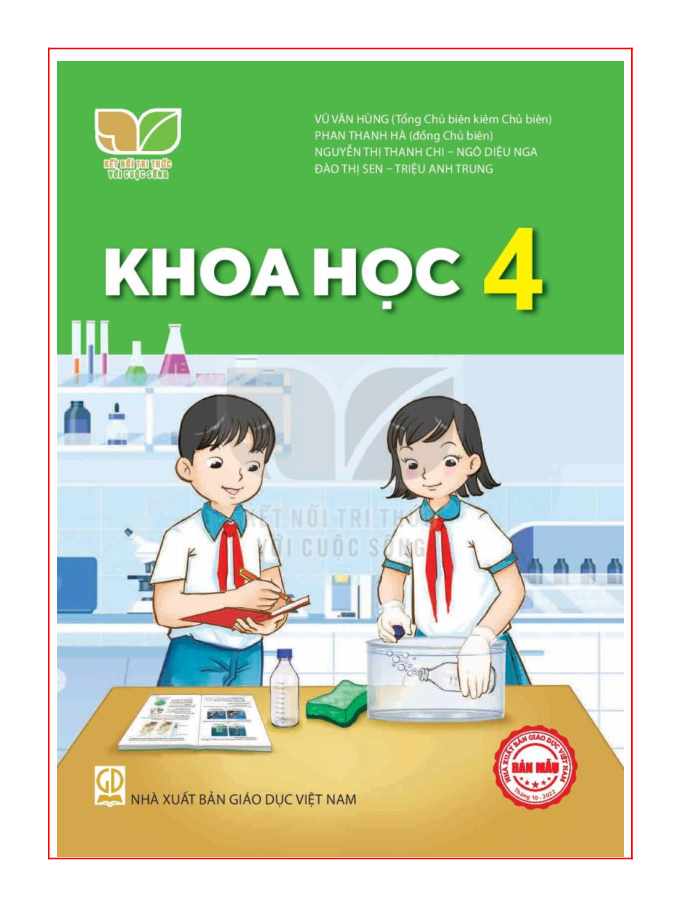 VŨ VĂN HÙNG (Tổng Chủ biên kiêm Chủ biên)
PHAN THANH HÀ (đồng Chủ biên)
NGUYỄN THỊ THANH CHI – NGÔ DIỆU NGA
ĐÀO THỊ SEN – TRIỆU ANH TRUNG
KẾT NỐI TRI THỨC
VỚI CUỘC SỐNG
KHOA HỌC 4
KẾT NỐI TRI THỨC
VỚI CUỘC SỐNG
NHÀ XUẤT BẢN GIÁO DỤC VIỆT NAM
BẢN MẪU
Tháng 10 - 2022
GD
NHÀ XUẤT BẢN GIÁO DỤC VIỆT NAM